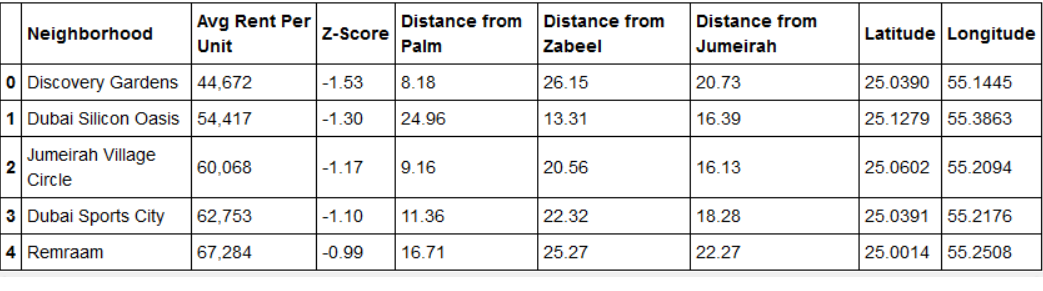 Neighborhood Avg Rent Per Unit Z-Score Distance from Palm Distance from Zabeel Distance from Jumeirah Latitude Longitude
0 Discovery Gardens 44,672 -1.53 8.18 26.15 20.73 25.0390 55.1445
1 Dubai Silicon Oasis 54,417 -1.30 24.96 13.31 16.39 25.1279 55.3863
2 Jumeirah Village Circle 60,068 -1.17 9.16 20.56 16.13 25.0602 55.2094
3 Dubai Sports City 62,753 -1.10 11.36 22.32 18.28 25.0391 55.2176
4 Remraam 67,284 -0.99 16.71 25.27 22.27 25.0014 55.2508